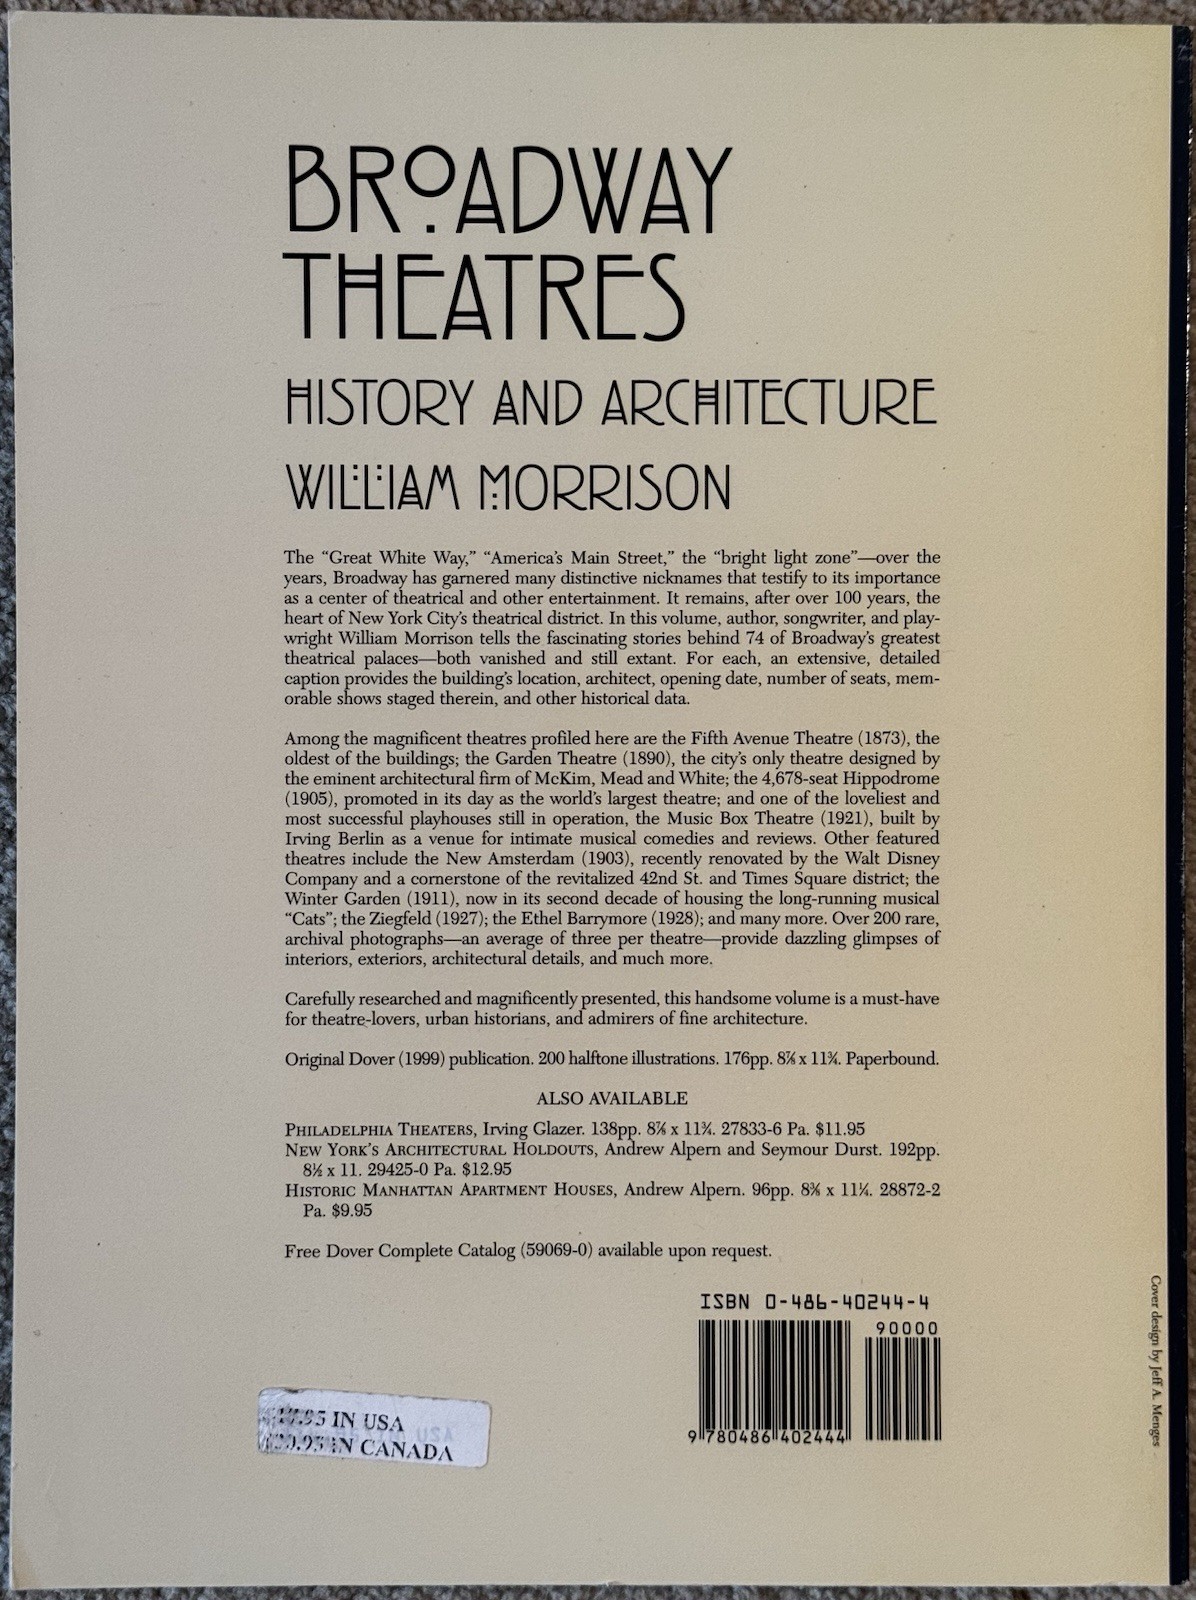 BROADWAY
THEATRES
HISTORY AND ARCHITECTURE
WILLIAM MORRISON
The “Great White Way,” “America’s Main Street,” the “bright light zone”—over the
years, Broadway has garnered many distinctive nicknames that testify to its importance
as a center of theatrical and other entertainment. It remains, after over 100 years, the
heart of New York City’s theatrical district. In this volume, author, songwriter, and play-
wright William Morrison tells the fascinating stories behind 74 of Broadway’s greatest
theatrical palaces—both vanished and still extant. For each, an extensive, detailed
caption provides the building’s location, architect, opening date, number of seats, mem-
orable shows staged therein, and other historical data.
Among the magnificent theatres profiled here are the Fifth Avenue Theatre (1873), the
oldest of the buildings; the Garden Theatre (1890), the city’s only theatre designed by
the eminent architectural firm of McKim, Mead and White; the 4,678-seat Hippodrome
(1905), promoted in its day as the world’s largest theatre; and one of the loveliest and
most successful playhouses still in operation, the Music Box Theatre (1921), built by
Irving Berlin as a venue for intimate musical comedies and reviews. Other featured
theatres include the New Amsterdam (1903), recently renovated by the Walt Disney
Company and a cornerstone of the revitalized 42nd St. and Times Square district; the
Winter Garden (1911), now in its second decade of housing the long-running musical
“Cats”; the Ziegfeld (1927); the Ethel Barrymore (1928); and many more. Over 200 rare,
archival photographs—an average of three per theatre—provide dazzling glimpses of
interiors, exteriors, architectural details, and much more.
Carefully researched and magnificently presented, this handsome volume is a must-have
for theatre-lovers, urban historians, and admirers of fine architecture.
Original Dover (1999) publication. 200 halftone illustrations. 176pp. 8⅞ x 11¾. Paperbound.
ALSO AVAILABLE
PHILADELPHIA THEATERS, Irving Glazer. 138pp. 8⅞ x 11¾. 27833-6 Pa. $11.95
NEW YORK’S ARCHITECTURAL HOLDOUTS, Andrew Alpern and Seymour Durst. 192pp.
8½ x 11. 29425-0 Pa. $12.95
HISTORIC MANHATTAN APARTMENT HOUSES, Andrew Alpern. 96pp. 8⅜ x 11¼. 28872-2
Pa. $9.95
Free Dover Complete Catalog (59069-0) available upon request.
ISBN 0-486-40244-4
90000
9 780486 402444
IN USA
IN CANADA
Cover design by Jeff A. Menges